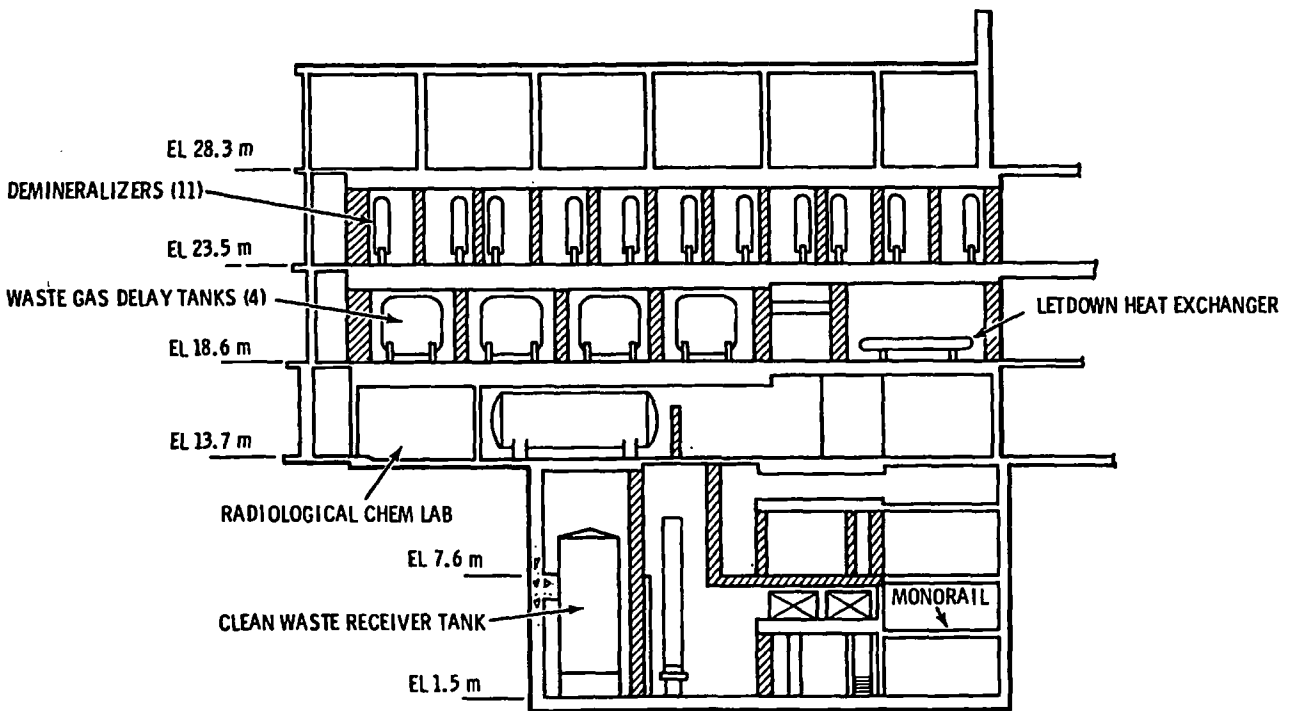 EL 28.3 m
DEMINERALIZERS (11)
EL 23.5 m
WASTE GAS DELAY TANKS (4)
LETDOWN HEAT EXCHANGER
EL 18.6 m
EL 13.7 m
RADIOLOGICAL CHEM LAB
EL 7.6 m
MONORAIL
CLEAN WASTE RECEIVER TANK
EL 1.5 m